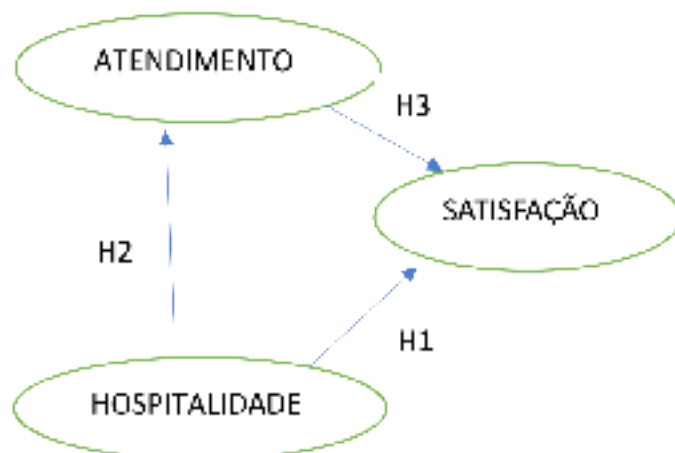 ATENDIMENTO
H3
SATISFAÇÃO
H2
H1
HOSPITALIDADE